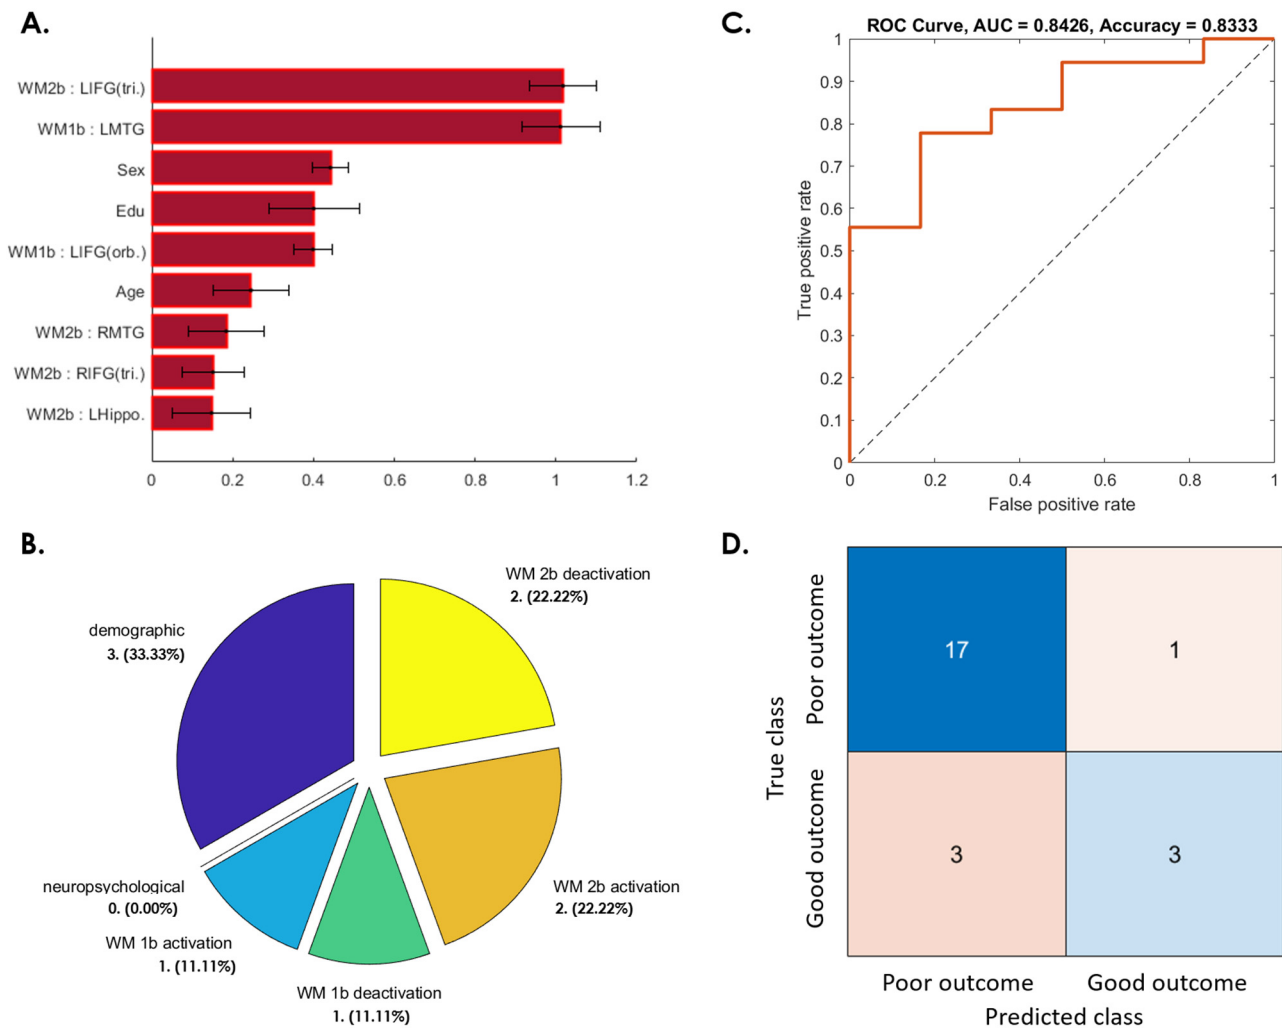 A.
WM2b : LIFG(tri.)
WM1b : LMTG
Sex
Edu
WM1b : LIFG(orb.)
Age
WM2b : RMTG
WM2b : RIFG(tri.)
WM2b : LHippo.
0 0.2 0.4 0.6 0.8 1 1.2
B.
WM 2b deactivation
2. (22.22%)
demographic
3. (33.33%)
WM 2b activation
2. (22.22%)
neuropsychological
0. (0.00%)
WM 1b activation
1. (11.11%)
WM 1b deactivation
1. (11.11%)
C.
ROC Curve, AUC = 0.8426, Accuracy = 0.8333
True positive rate
1
0.9
0.8
0.7
0.6
0.5
0.4
0.3
0.2
0.1
0
0 0.2 0.4 0.6 0.8 1
False positive rate
D.
True class
Poor outcome
17 1
Good outcome
3 3
Poor outcome Good outcome
Predicted class